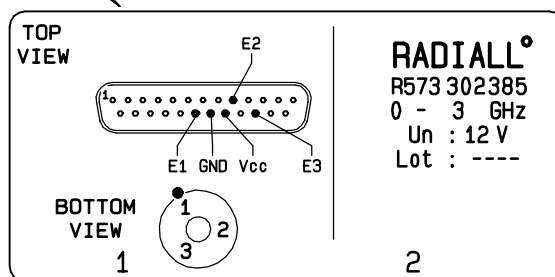 TOP
VIEW
E2
1
E1 GND Vcc E3
BOTTOM
VIEW
1
2
3
1
RADIALL°
R573 302385
0 - 3 GHz
Un : 12 V
Lot : ----
2